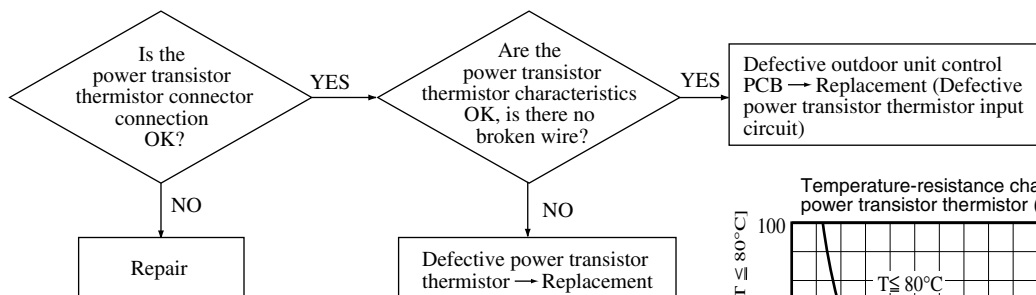 Is the
power transistor
thermistor connector
connection
OK?
YES
NO
Repair
Are the
power transistor
thermistor characteristics
OK, is there no
broken wire?
YES
NO
Defective power transistor
thermistor → Replacement
Defective outdoor unit control
PCB → Replacement (Defective
power transistor thermistor input
circuit)
Temperature-resistance
power transistor thermistor (
T ≤ 80°C]
100
T≦ 80°C